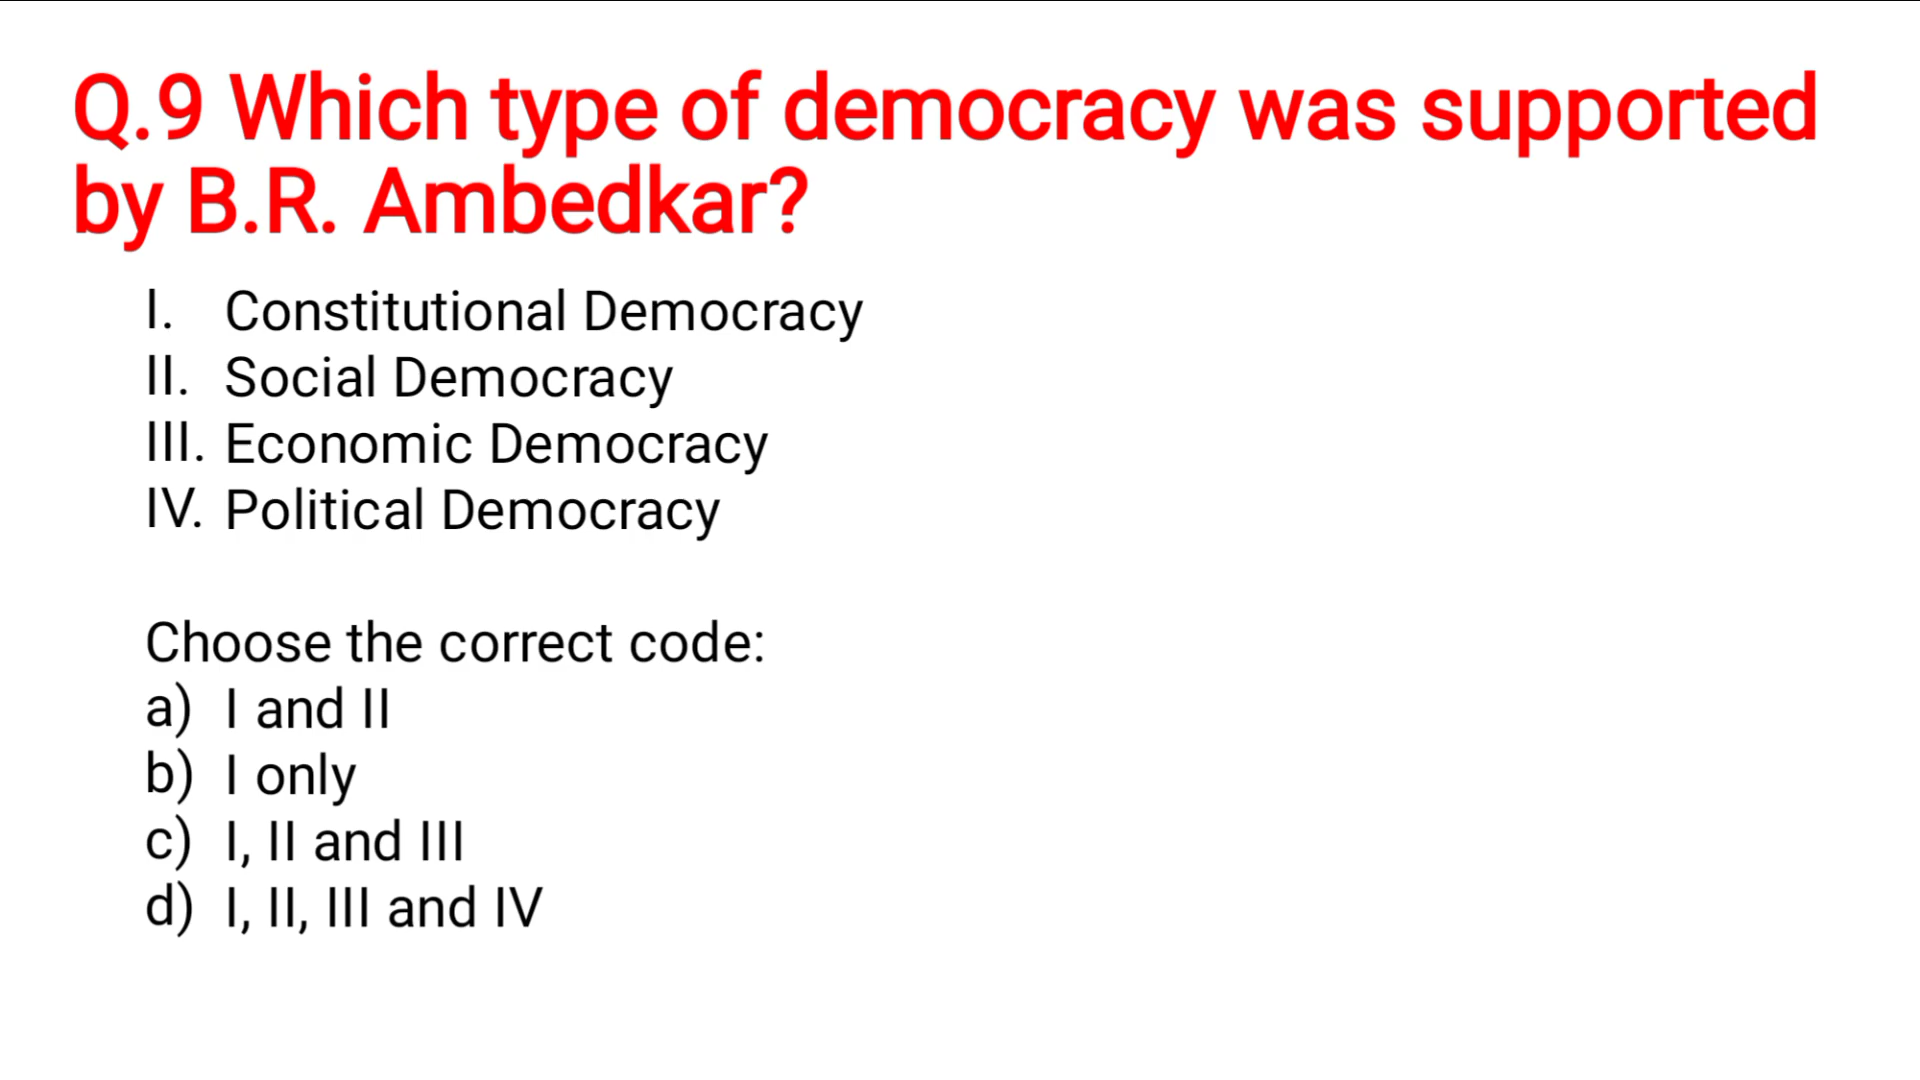 Q.9 Which type of democracy was supported
by B.R. Ambedkar?
I. Constitutional Democracy
II. Social Democracy
III. Economic Democracy
IV. Political Democracy
Choose the correct code:
a) I and II
b) I only
c) I, II and III
d) I, II, III and IV